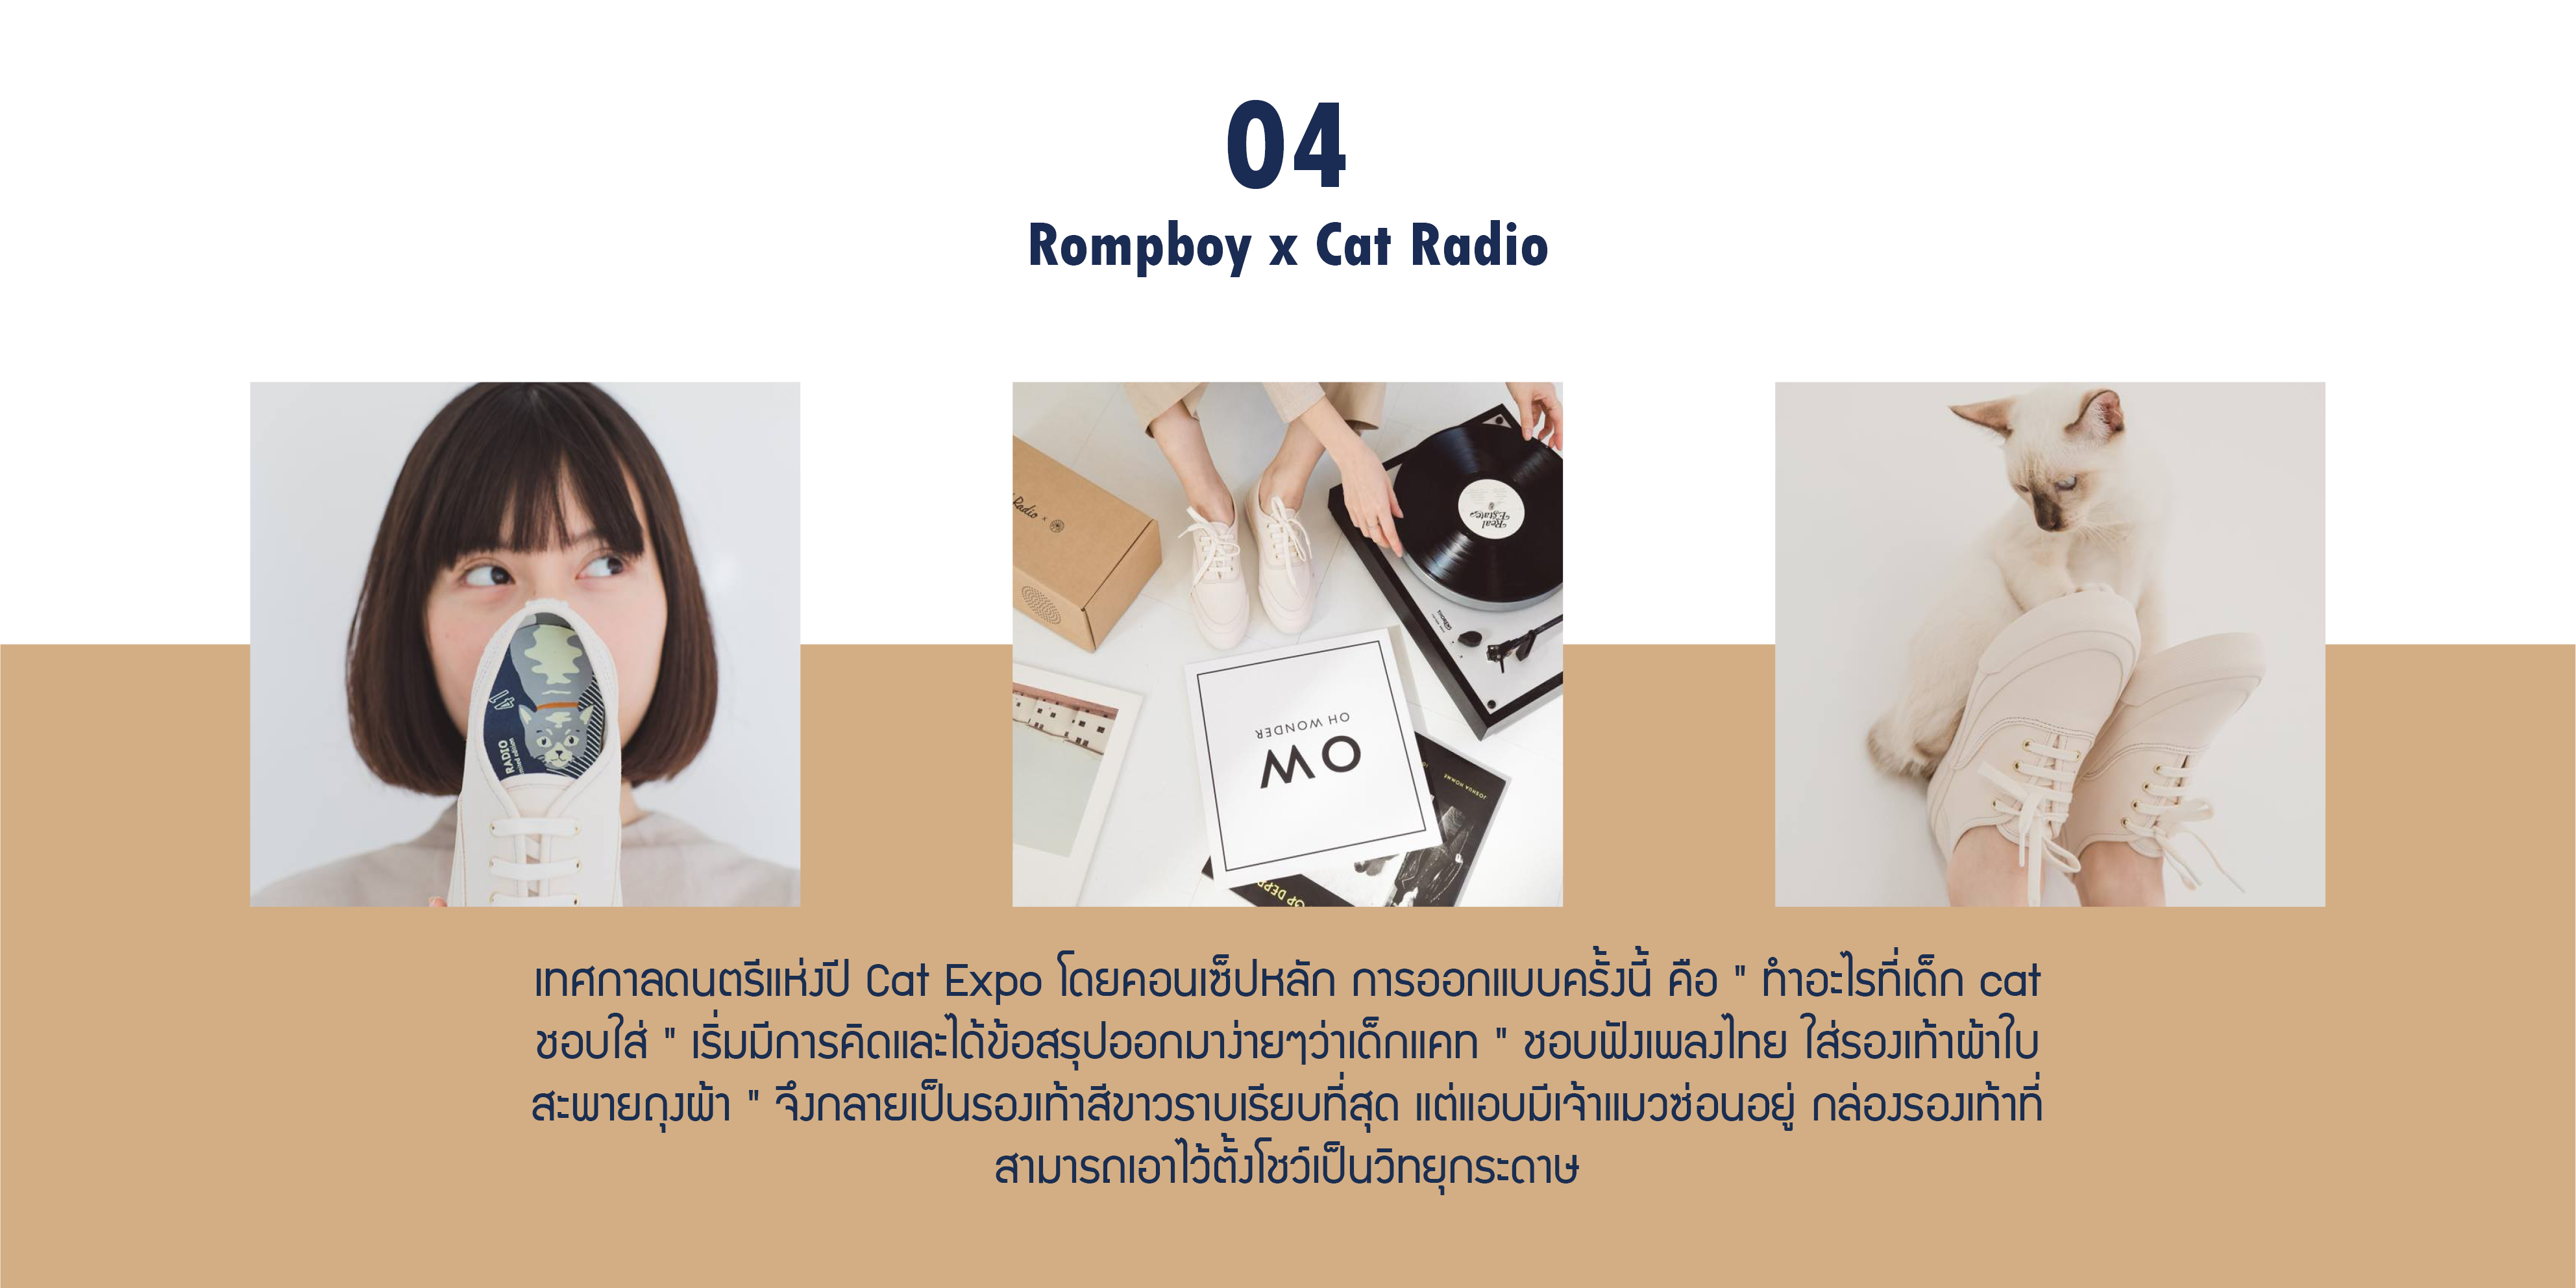 04
Rompboy x Cat Radio
Radio x
RADIO
Real
Estate
OH WONDER
OW
JOSHUA HOMME
OP DEPR
เทศกาลดนตรีแห่งปี Cat Expo โดยคอนเซ็ปหลัก การออกแบบครั้งนี้ คือ " ทำอะไรที่เด็ก cat
ชอบใส่ " เริ่มมีการคิดและได้ข้อสรุปออกมาง่ายๆว่าเด็กแคท " ชอบฟังเพลงไทย ใส่รองเท้าผ้าใบ
สะพายถุงผ้า " จึงกลายเป็นรองเท้าสีขาวราบเรียบที่สุด แต่แอบมีเจ้าแมวซ่อนอยู่ กล่องรองเท้าที่
สามารถเอาไว้ตั้งโชว์เป็นวิทยุกระดาษ